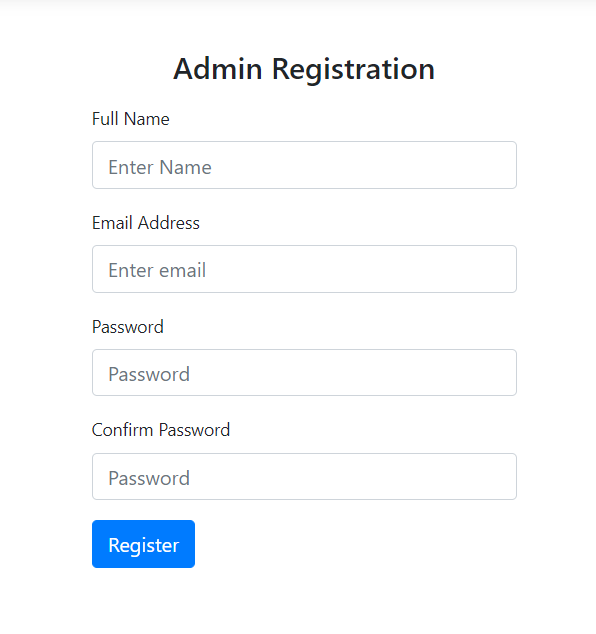 Admin Registration
Full Name
Enter Name
Email Address
Enter email
Password
Password
Confirm Password
Password
Register